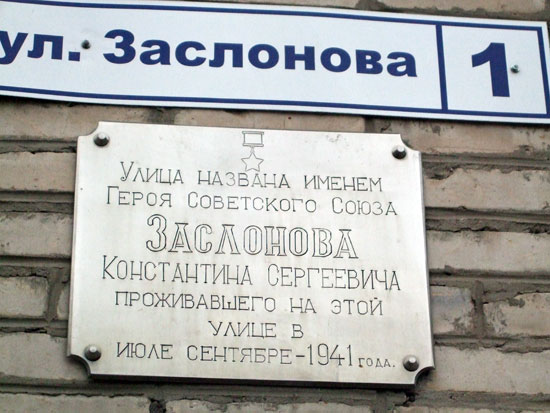 ул. Заслонова 1
Улица названа именем
Героя Советского Союза
Заслонова
Константина Сергеевича
проживавшего на этой
улице в
июле сентябре-1941 года.